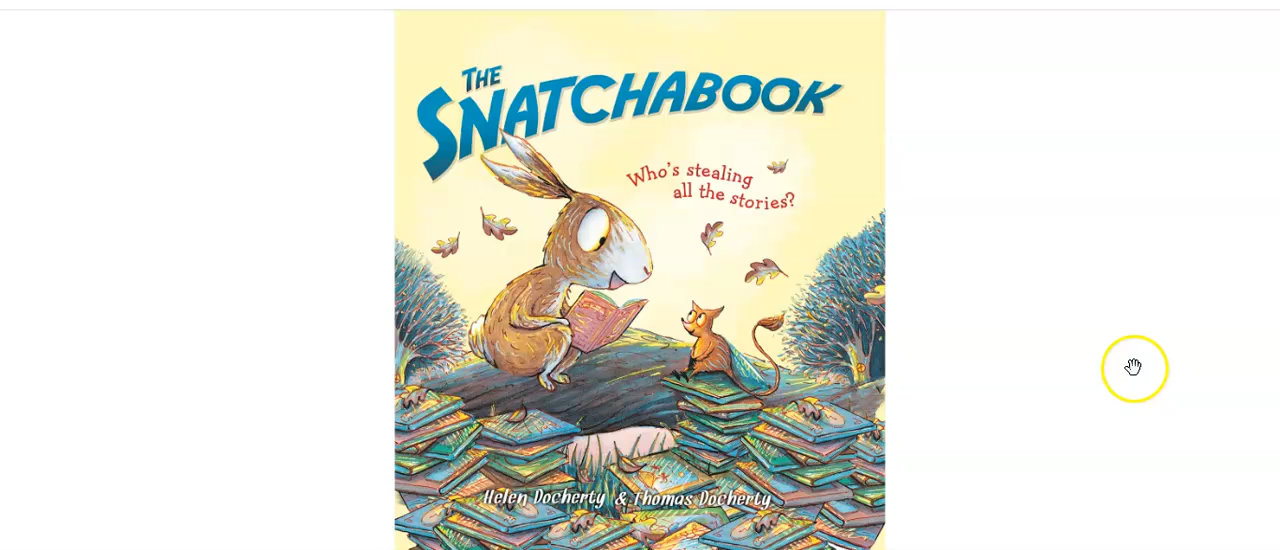 THE
SNATCHABOOK
Who's stealing
all the stories?
Helen Docherty & Thomas Docherty